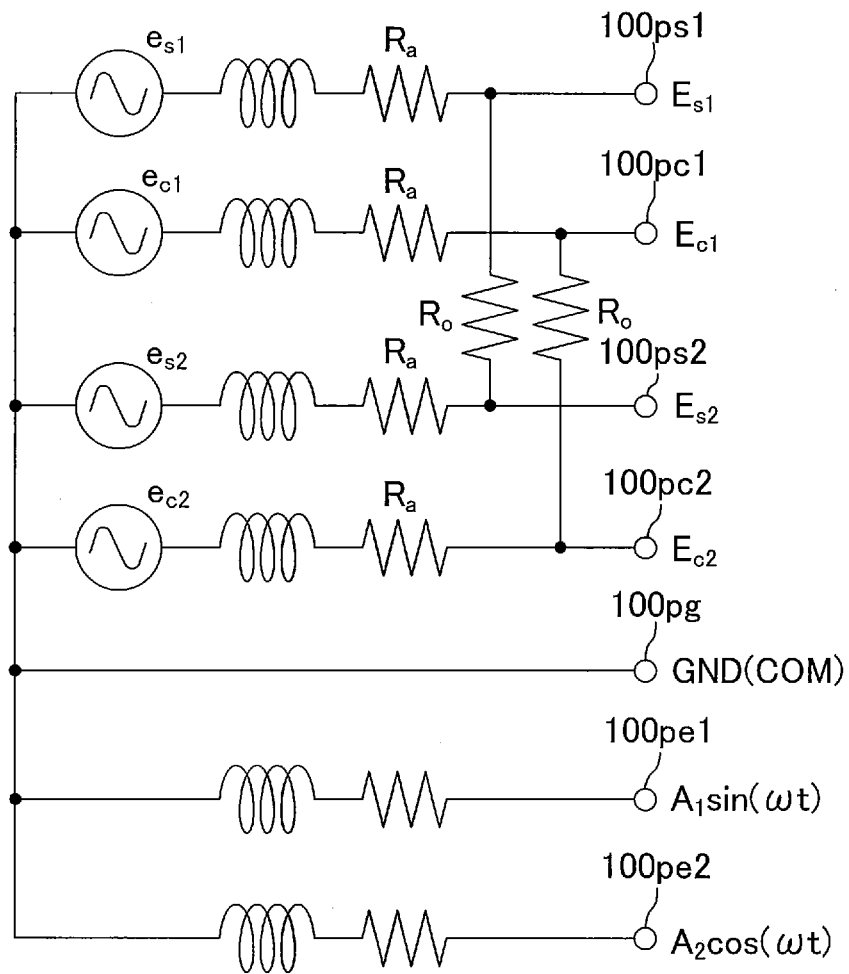 100ps1
e_s1
R_a
E_s1
100pc1
e_c1
R_a
E_c1
R_o
R_o
100ps2
e_s2
R_a
E_s2
100pc2
e_c2
R_a
E_c2
100pg
GND(COM)
100pe1
A_1sin(ωt)
100pe2
A_2cos(ωt)